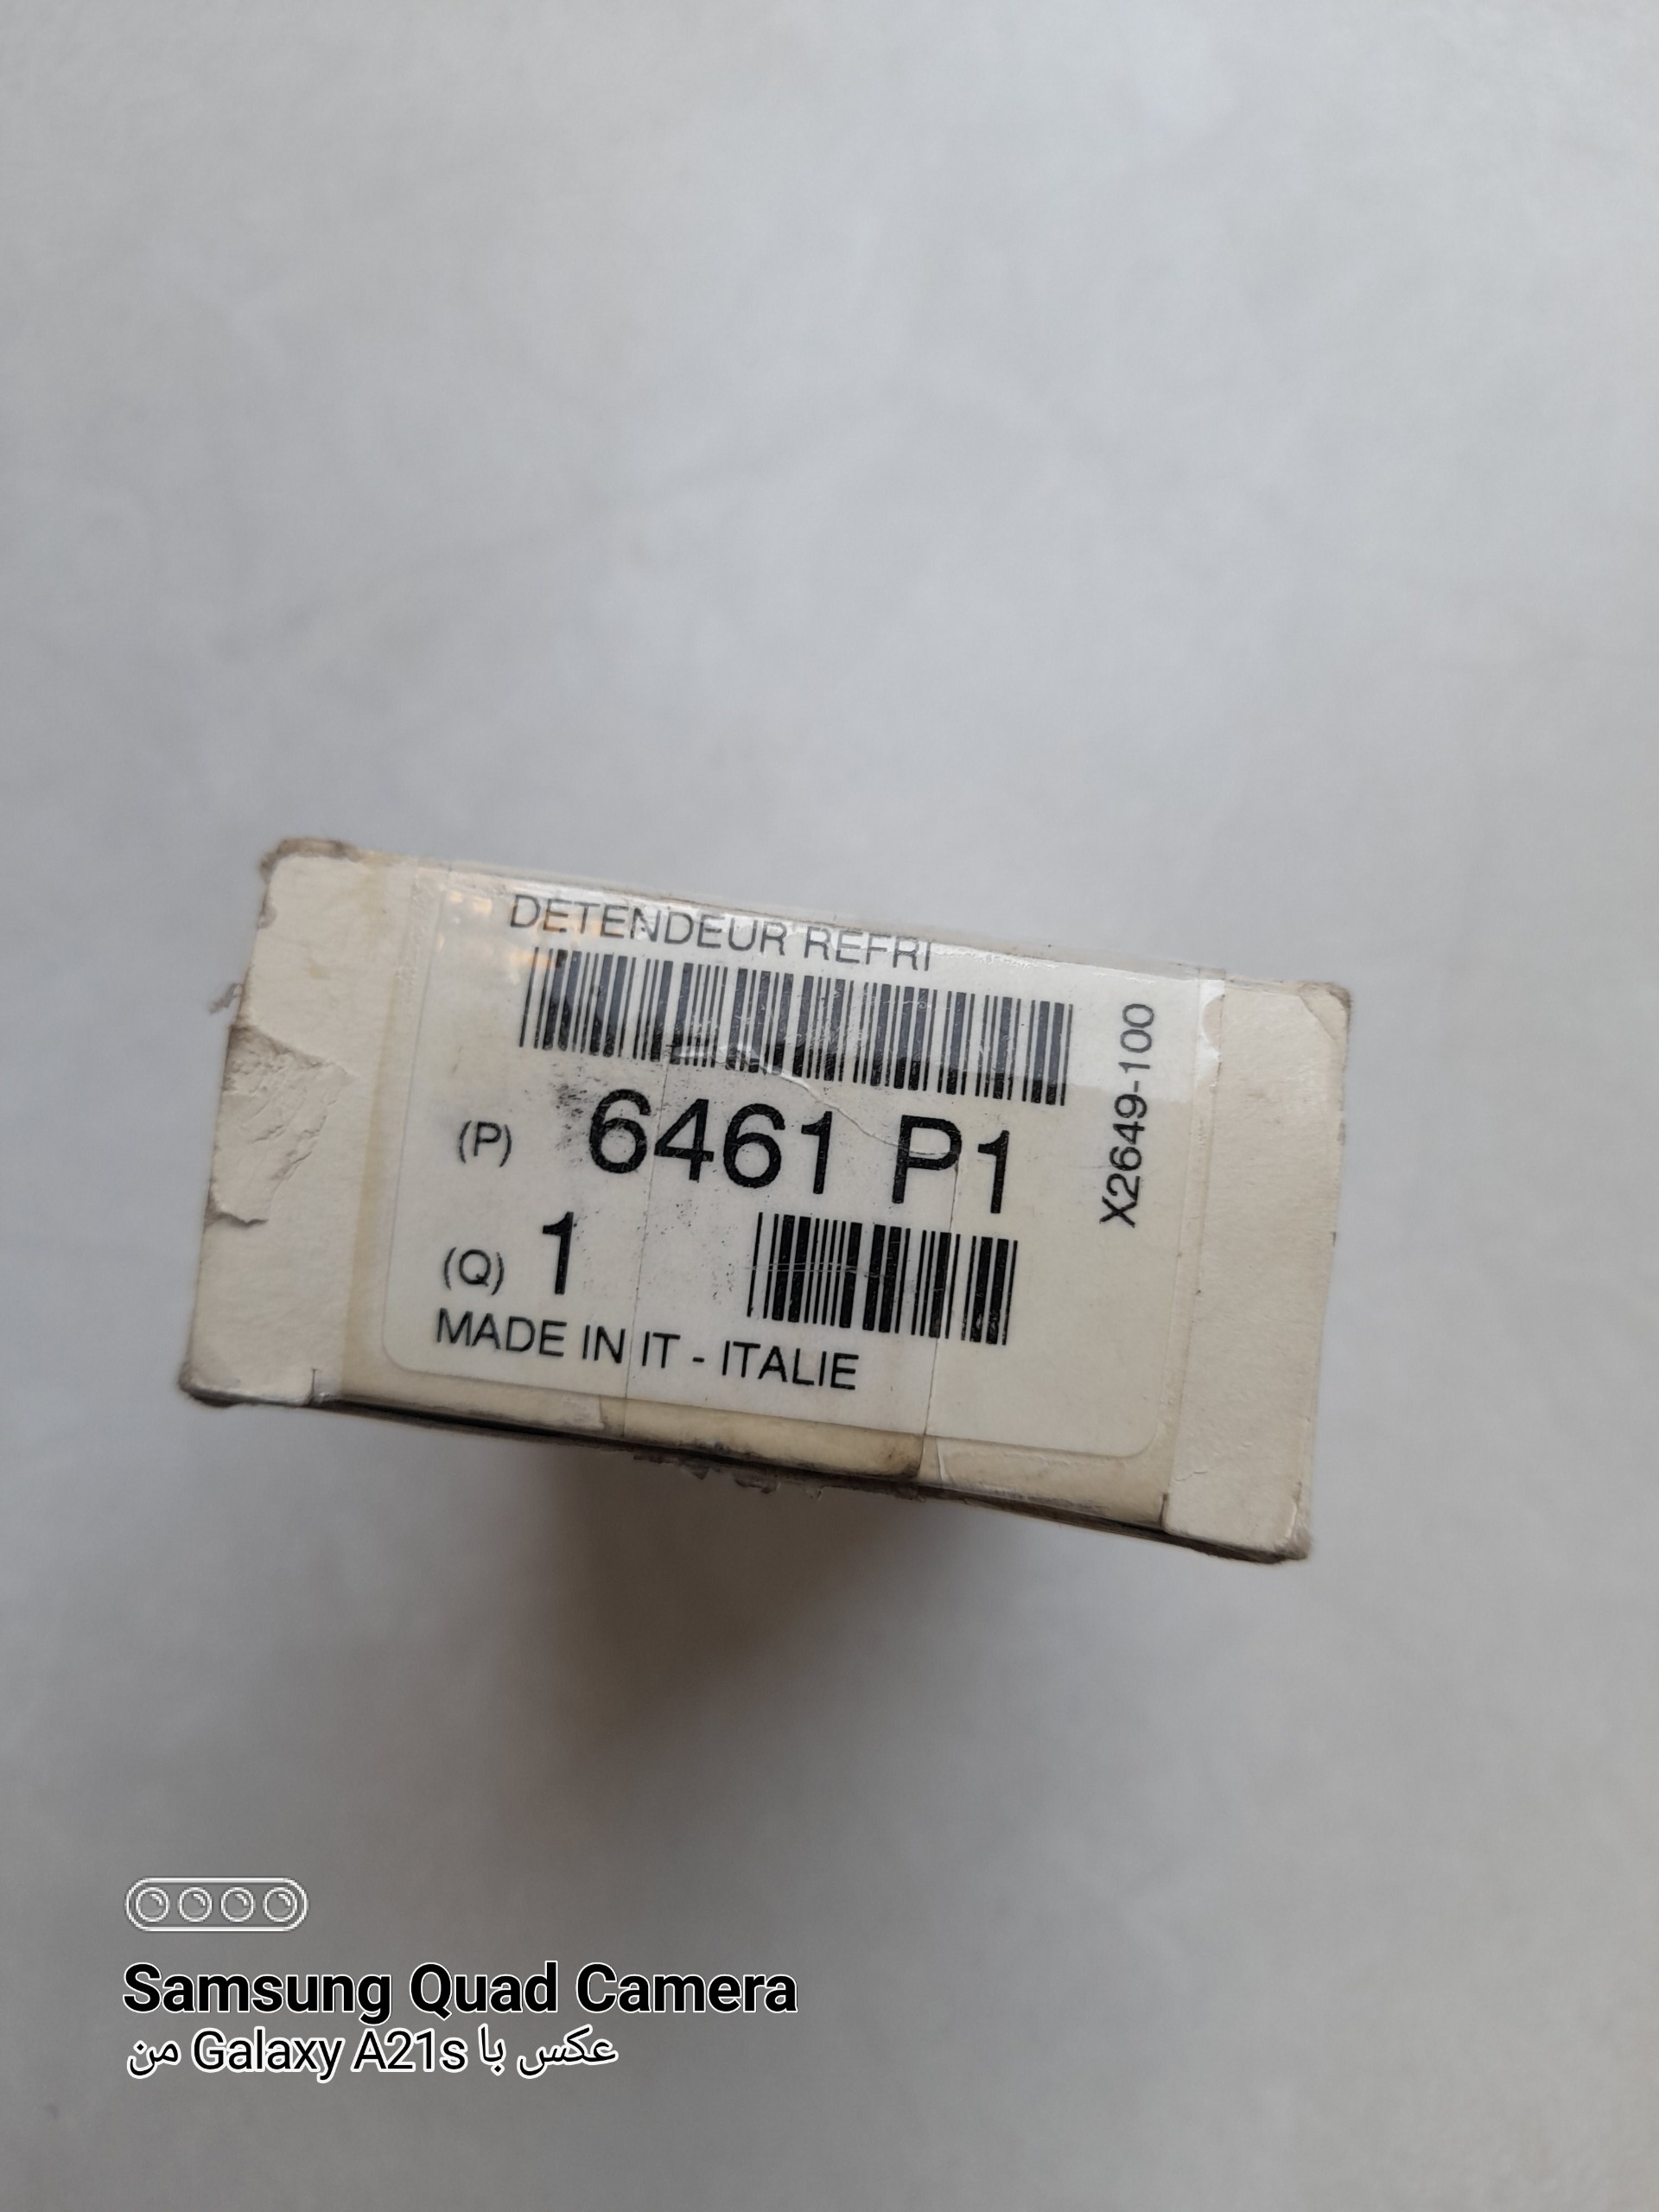 DETENDEUR REFRI
(P) 6461 P1
X2649-100
(Q) 1
MADE IN IT - ITALIE
Samsung Quad Camera
عکس با Galaxy A21s من